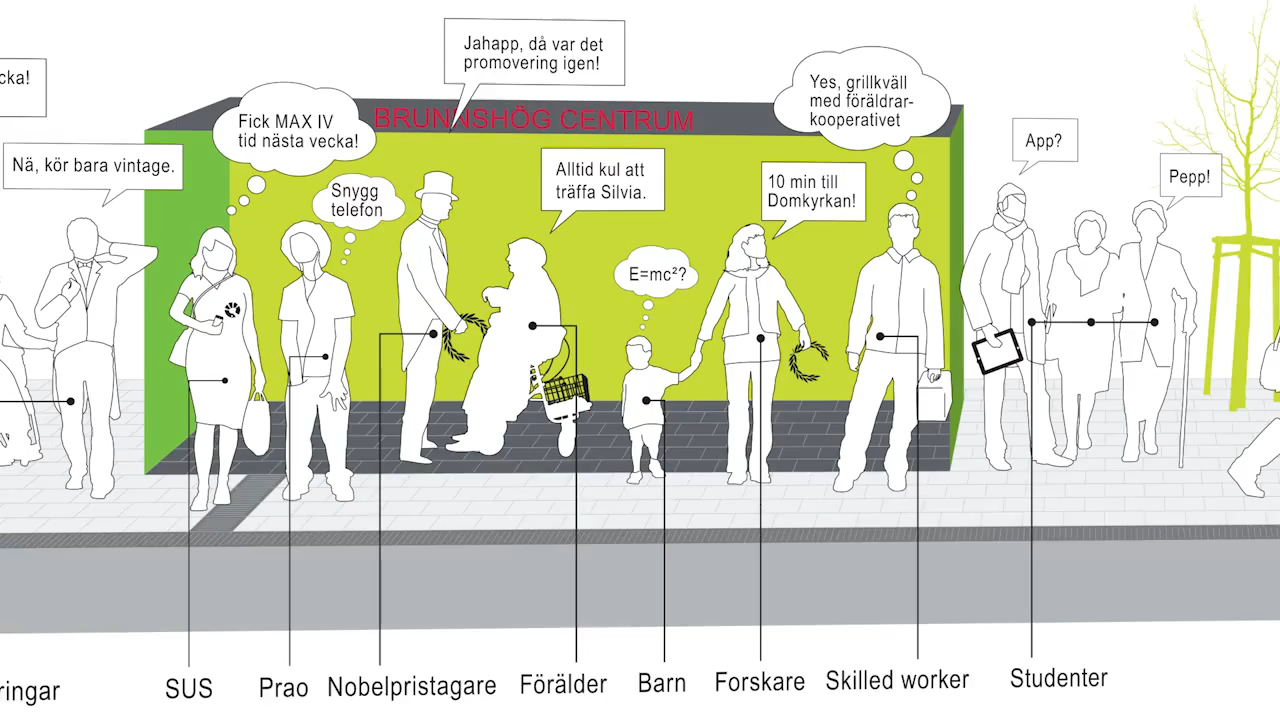 cka!
Nä, kör bara vintage.
Fick MAX IV
tid nästa vecka!
Snygg
telefon
Jahapp, då var det
promovering igen!
BRUNNSHÖG CENTRUM
Alltid kul att
träffa Silvia.
E=mc²?
10 min till
Domkyrkan!
Yes, grillkväll
med föräldrar-
kooperativet
App?
Pepp!
ringar
SUS
Prao
Nobelpristagare
Förälder
Barn
Forskare
Skilled worker
Studenter